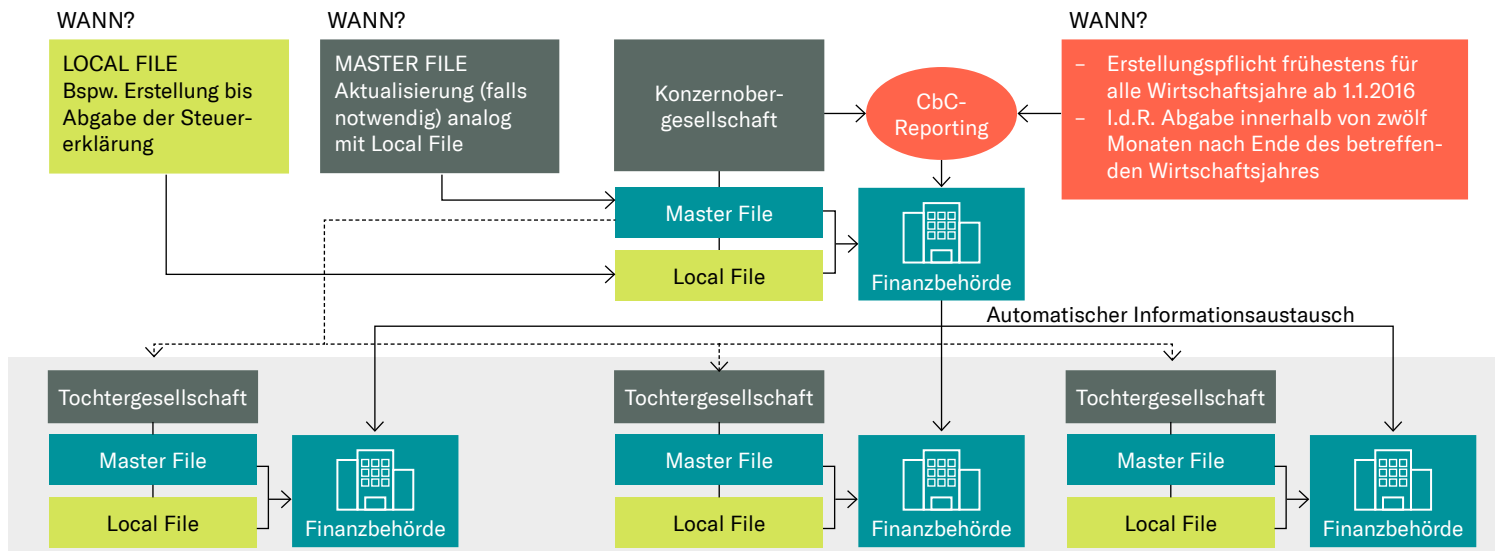 WANN?
LOCAL FILE
Bspw. Erstellung bis
Abgabe der Steuer-
erklärung
WANN?
MASTER FILE
Aktualisierung (falls
notwendig) analog
mit Local File
Konzernober-
gesellschaft
CbC-
Reporting
WANN?
– Erstellungspflicht frühestens für
alle Wirtschaftsjahre ab 1.1.2016
– I.d.R. Abgabe innerhalb von zwölf
Monaten nach Ende des betreffen-
den Wirtschaftsjahres
Master File
Local File
Finanzbehörde
Automatischer Informationsaustausch
Tochtergesellschaft
Master File
Local File
Finanzbehörde
Tochtergesellschaft
Master File
Local File
Finanzbehörde
Tochtergesellschaft
Master File
Local File
Finanzbehörde